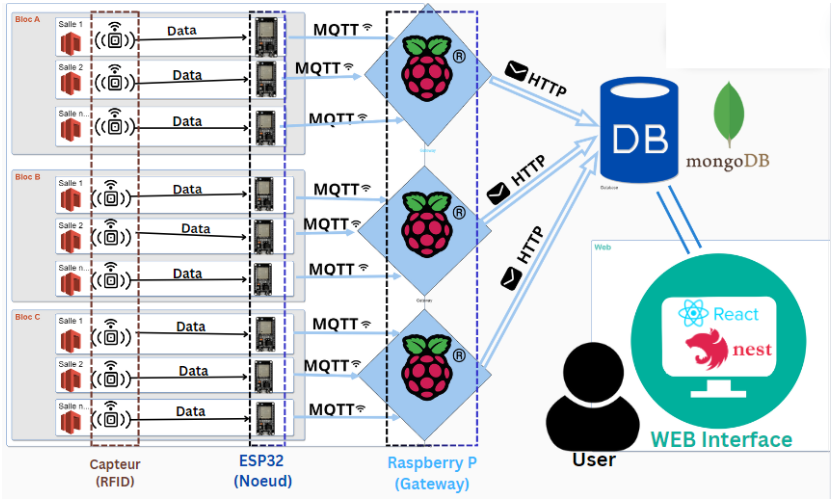 Bloc A
Salle 1
Data
MQTT
Salle 2
Data
MQTT
Salle n...
Data
MQTT
®
HTTP
DB
mongoDB
Database
Bloc B
Salle 1
Data
MQTT
Salle 2
Data
MQTT
Salle n...
Data
MQTT
®
HTTP
HTTP
Gateway
Bloc C
Salle 1
Data
MQTT
Salle 2
Data
MQTT
Salle n...
Data
MQTT
®
Web
React
nest
WEB Interface
User
Capteur
(RFID)
ESP32
(Noeud)
Raspberry P
(Gateway)